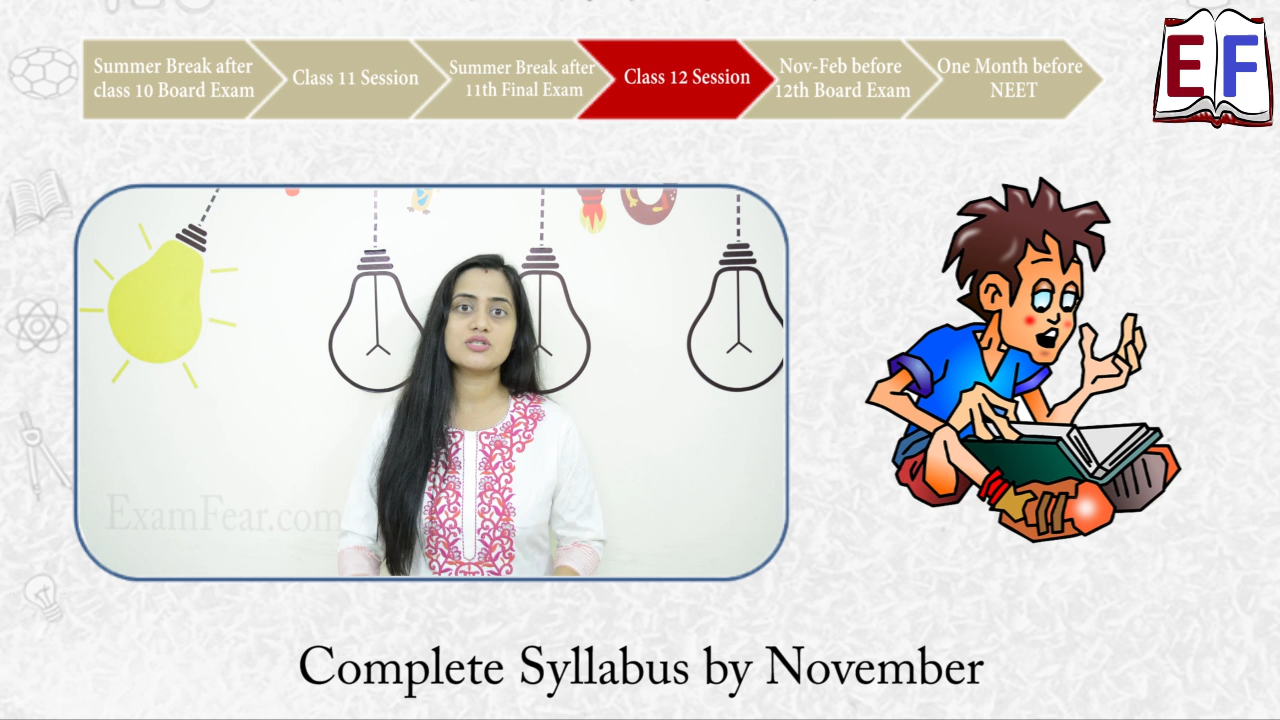 Summer Break after
class 10 Board Exam
Class 11 Session
Summer Break after
11th Final Exam
Class 12 Session
Nov-Feb before
12th Board Exam
One Month before
NEET
EF
ExamFear.com
Complete Syllabus by November